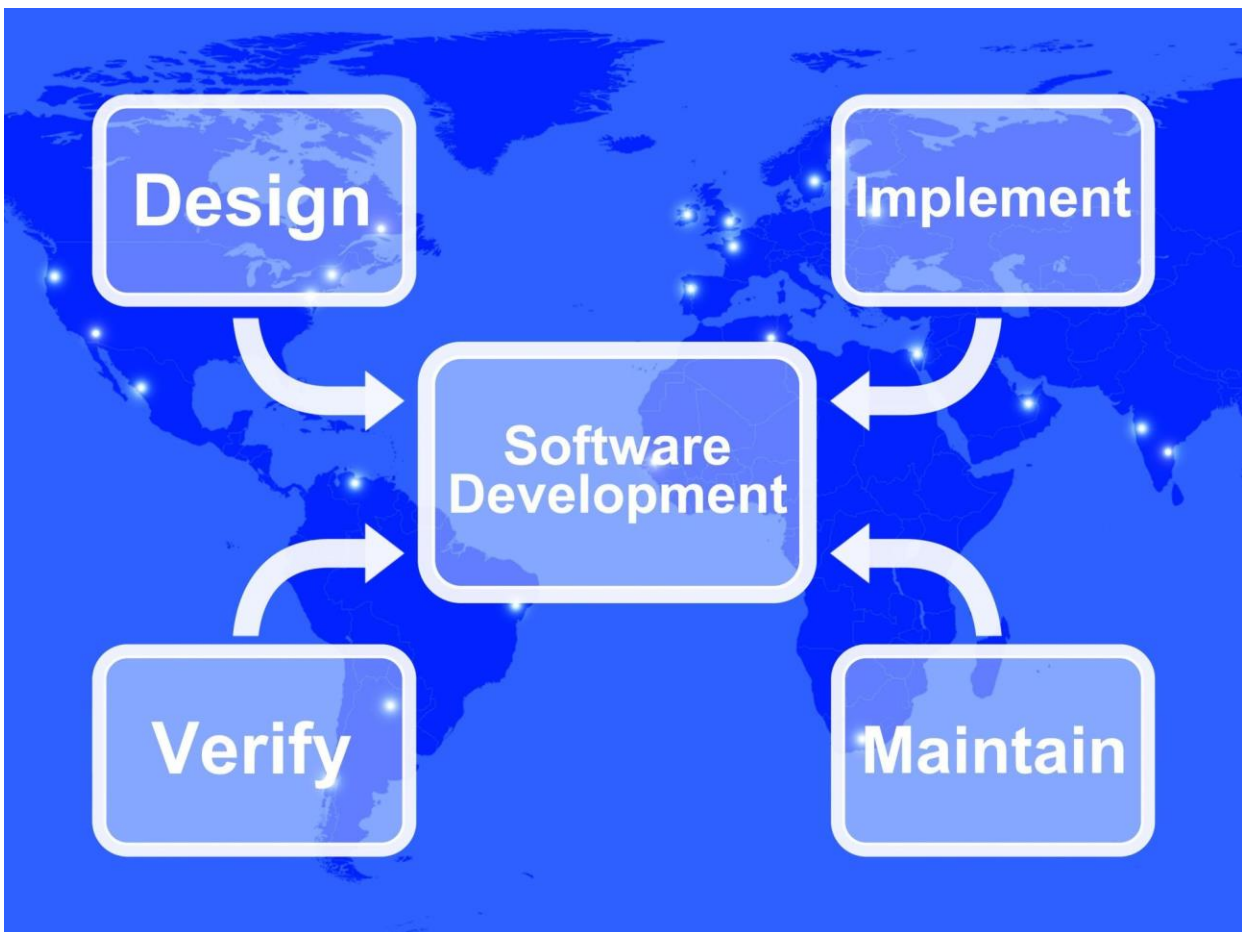 Design
Implement
Software
Development
Verify
Maintain